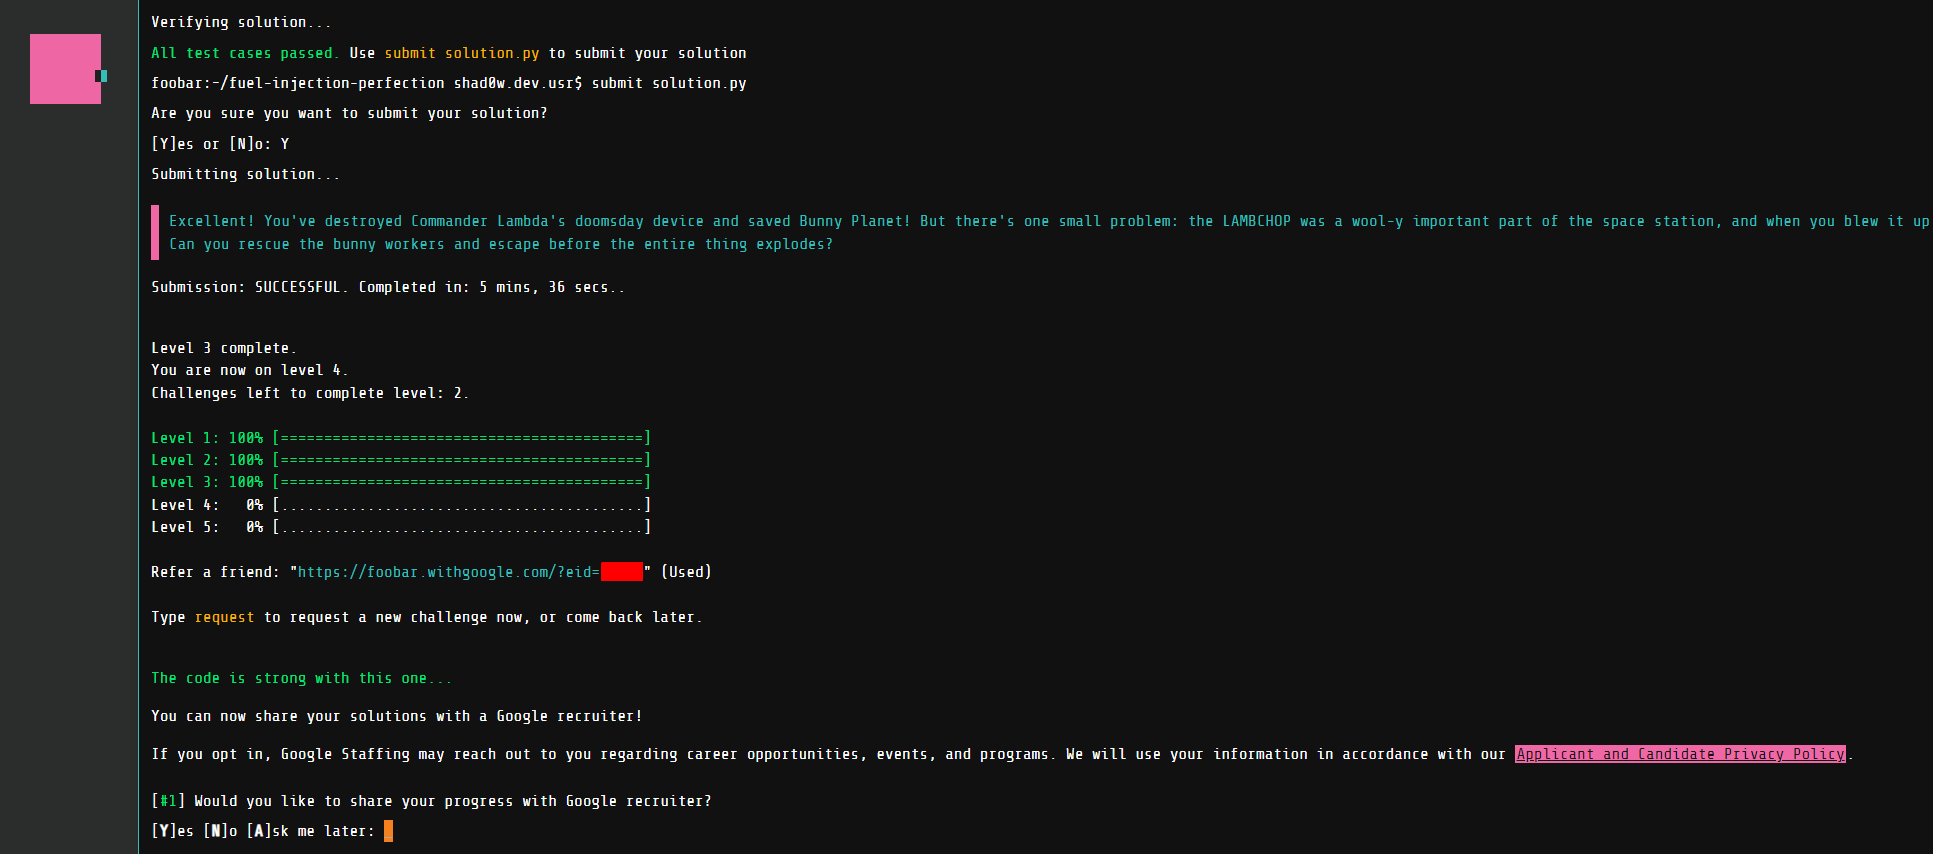 Verifying solution...
All test cases passed. Use submit solution.py to submit your solution
foobar:~/fuel-injection-perfection shad0w.dev.usr$ submit solution.py
Are you sure you want to submit your solution?
[Y]es or [N]o: Y
Submitting solution...
Excellent! You've destroyed Commander Lambda's doomsday device and saved Bunny Planet! But there's one small problem: the LAMBCHOP was a wool-y important part of the space station, and when you blew it up
Can you rescue the bunny workers and escape before the entire thing explodes?
Submission: SUCCESSFUL. Completed in: 5 mins, 36 secs..
Level 3 complete.
You are now on level 4.
Challenges left to complete level: 2.
Level 1: 100% [==========================================]
Level 2: 100% [==========================================]
Level 3: 100% [==========================================]
Level 4:   0% [..........................................]
Level 5:   0% [..........................................]
Refer a friend: "https://foobar.withgoogle.com/?eid=" (Used)
Type request to request a new challenge now, or come back later.
The code is strong with this one...
You can now share your solutions with a Google recruiter!
If you opt in, Google Staffing may reach out to you regarding career opportunities, events, and programs. We will use your information in accordance with our Applicant and Candidate Privacy Policy.
[#1] Would you like to share your progress with Google recruiter?
[Y]es [N]o [A]sk me later: